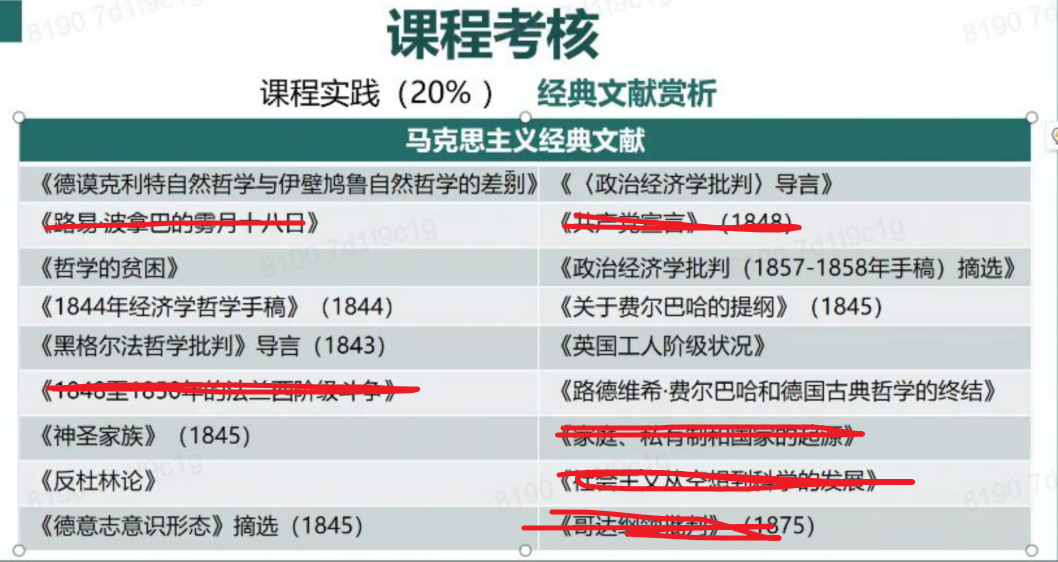 课程考核
课程实践（20% ） 经典文献赏析
马克思主义经典文献
《德谟克利特自然哲学与伊壁鸠鲁自然哲学的差别》 《〈政治经济学批判〉导言》
《路易·波拿巴的雾月十八日》 《共产党宣言》（1848）
《哲学的贫困》 《政治经济学批判（1857-1858年手稿）摘选》
《1844年经济学哲学手稿》（1844） 《关于费尔巴哈的提纲》（1845）
《黑格尔法哲学批判》导言（1843） 《英国工人阶级状况》
《1848至1850年的法兰西阶级斗争》 《路德维希·费尔巴哈和德国古典哲学的终结》
《神圣家族》（1845） 《家庭、私有制和国家的起源》
《反杜林论》 《社会主义从空想到科学的发展》
《德意志意识形态》摘选（1845） 《哥达纲领批判》（1875）
8190 7d1f9c1g